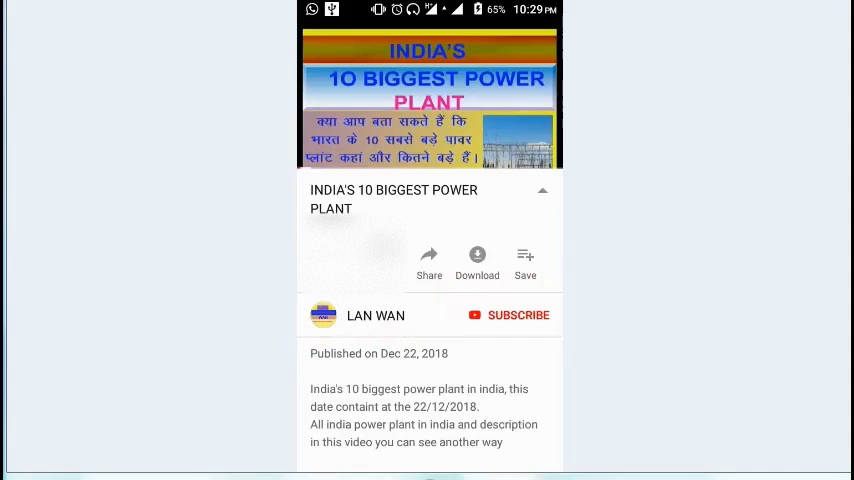 65% 10:29 PM
INDIA'S
10 BIGGEST POWER
PLANT
क्या आप बता सकते हैं कि
भारत के 10 सबसे बड़े पावर
प्लांट कहां और कितने बड़े हैं।
INDIA'S 10 BIGGEST POWER
PLANT
Share Download Save
LAN WAN SUBSCRIBE
Published on Dec 22, 2018
India's 10 biggest power plant in india, this
date containt at the 22/12/2018.
All india power plant in india and description
in this video you can see another way